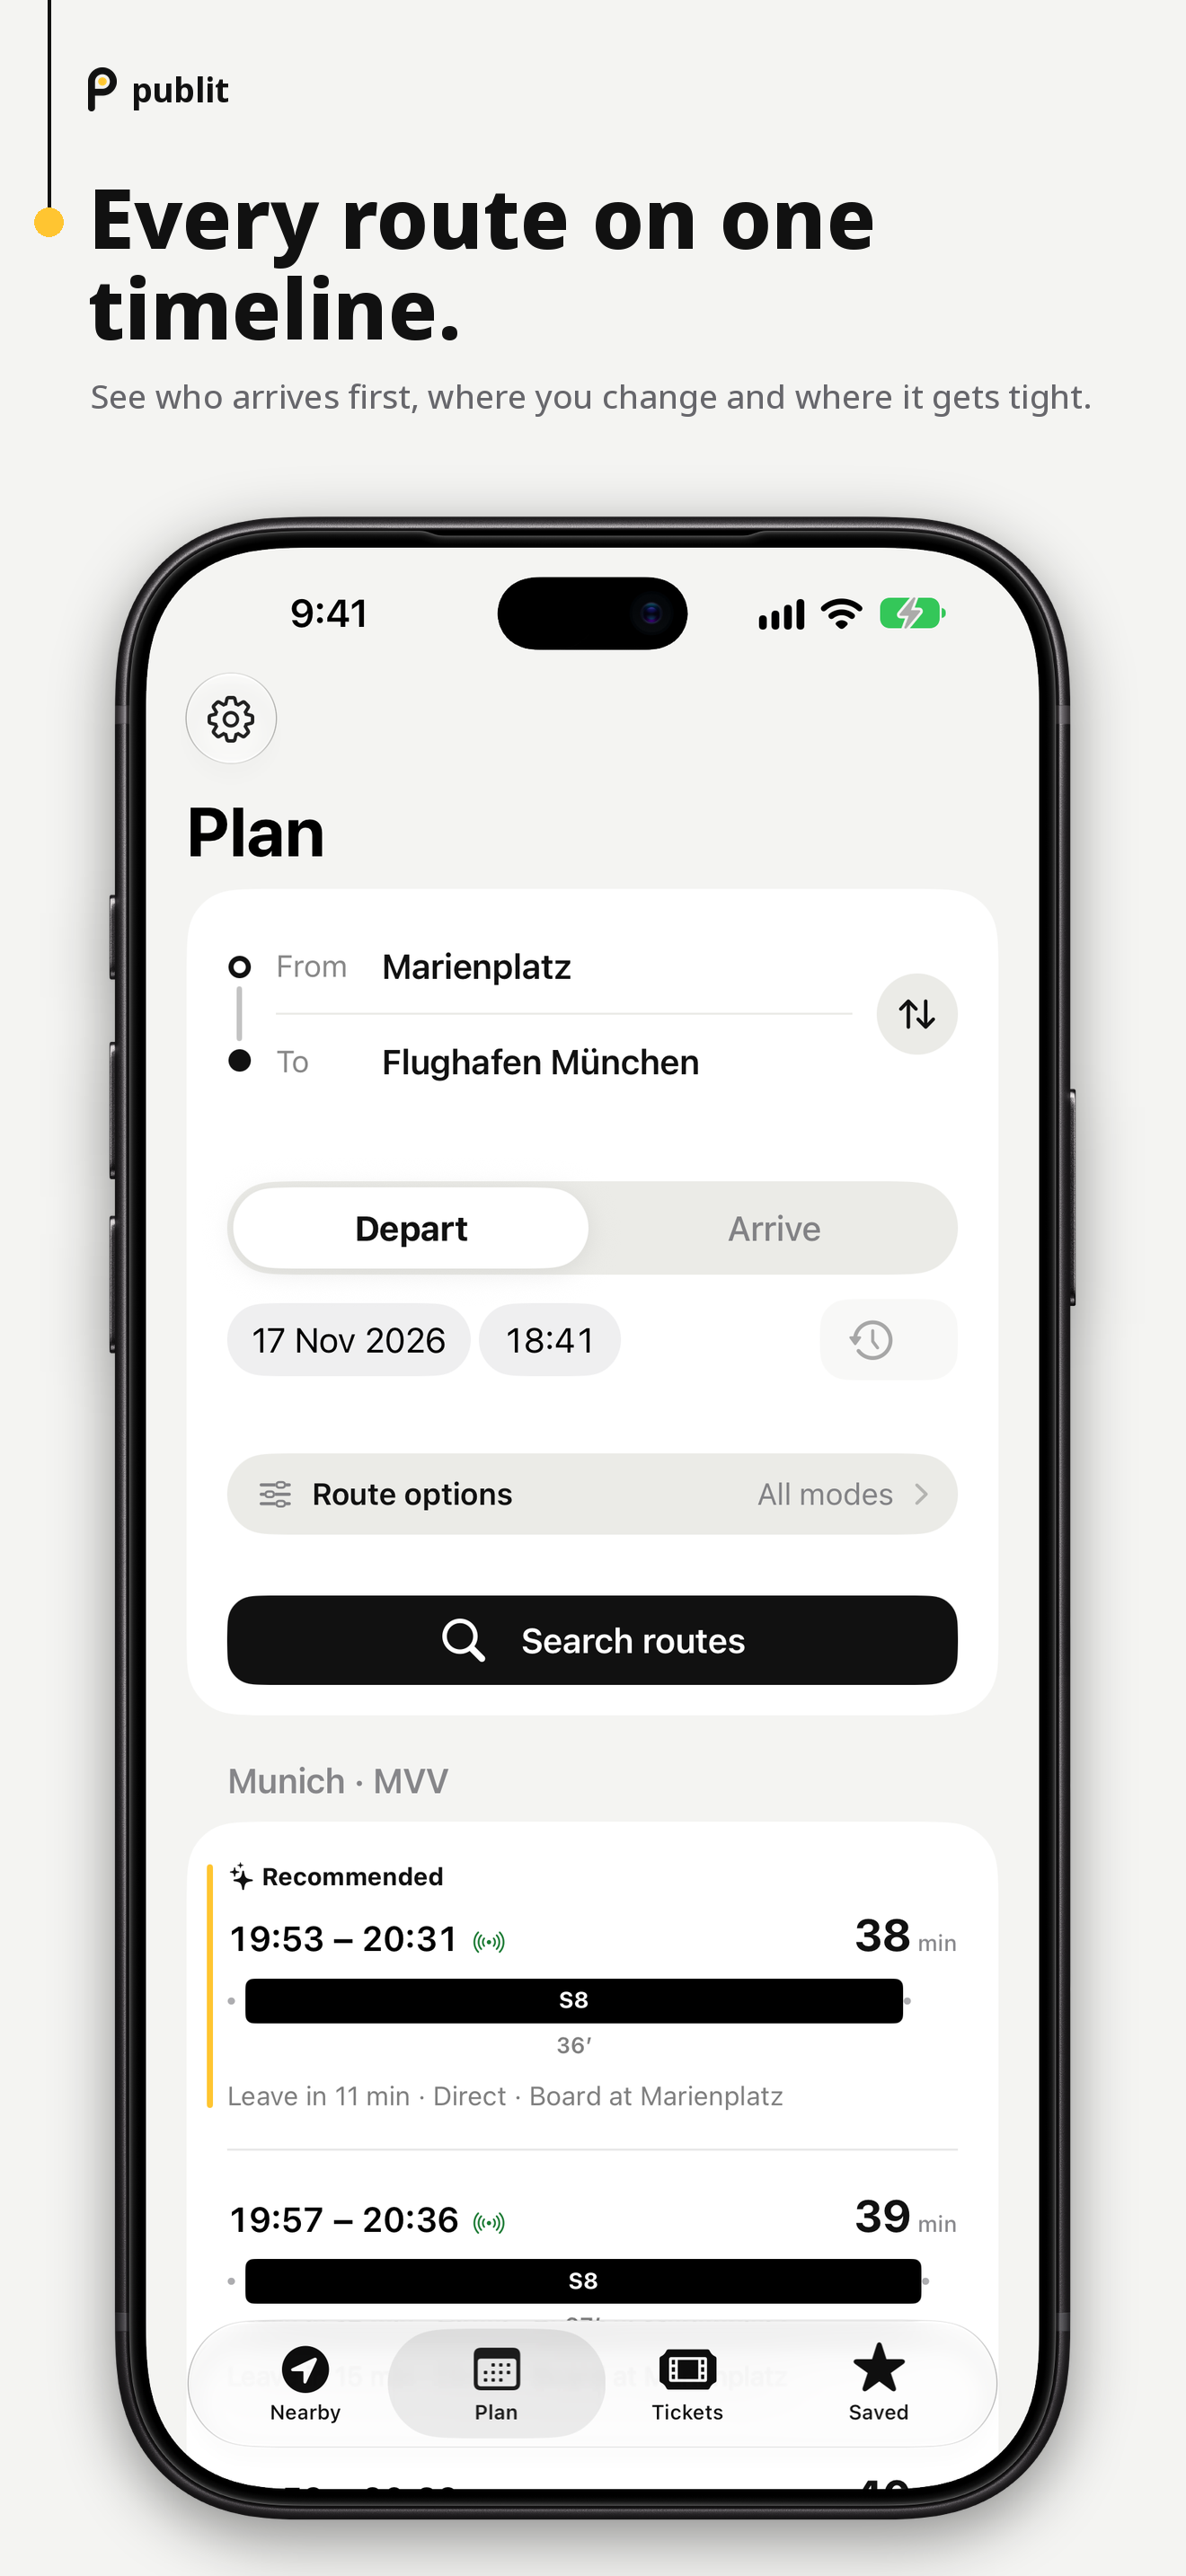 publit
Every route on one
timeline.
See who arrives first, where you change and where it gets tight.
9:41
Plan
From Marienplatz
To Flughafen München
Depart Arrive
17 Nov 2026 18:41
Route options All modes
Search routes
Munich · MVV
Recommended
19:53 – 20:31 38 min
S8
36′
Leave in 11 min · Direct · Board at Marienplatz
19:57 – 20:36 39 min
S8
Nearby Plan Tickets Saved